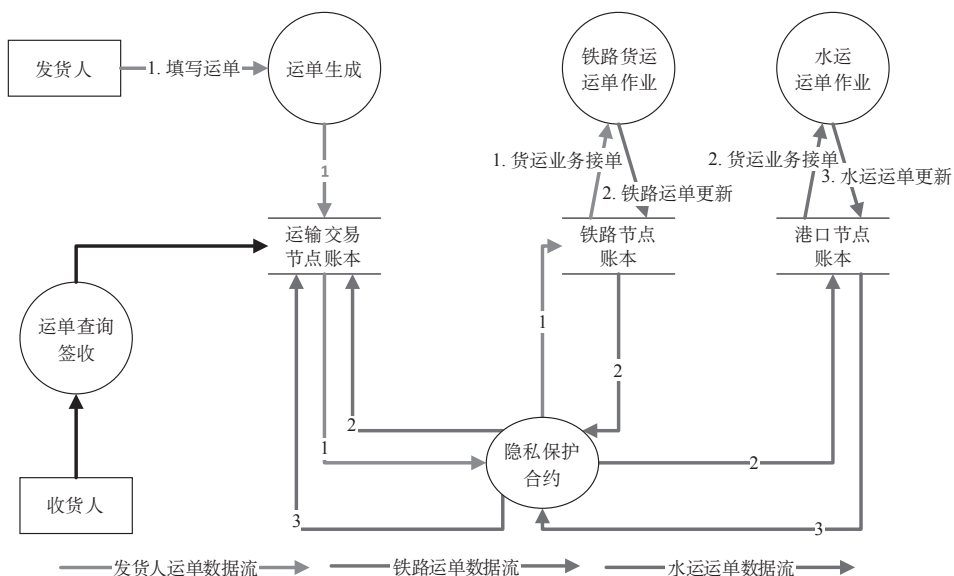 发货人
1. 填写运单
运单生成
铁路货运
运单作业
水运
运单作业
1
1. 货运业务接单
2. 铁路运单更新
2. 货运业务接单
3. 水运运单更新
运输交易
节点账本
铁路节点
账本
港口节点
账本
运单查询
签收
1
2
2
1
隐私保护
合约
2
收货人
3
3
发货人运单数据流
铁路运单数据流
水运运单数据流